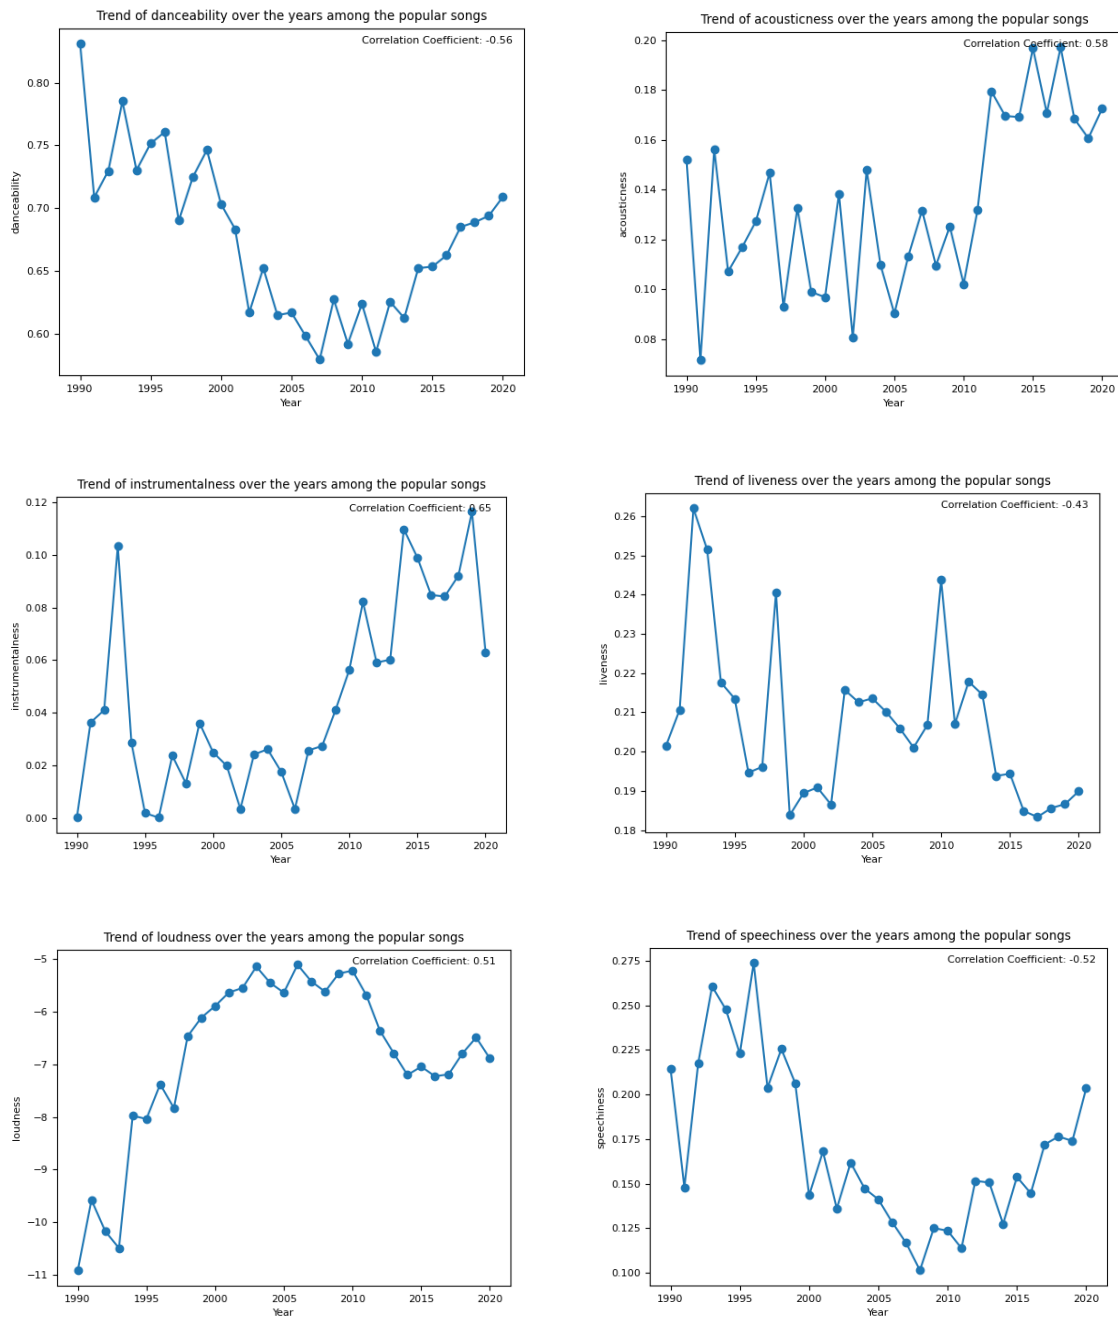 Trend of danceability over the years among the popular songs
Correlation Coefficient: -0.56
0.80
0.75
0.70
0.65
0.60
danceability
1990 1995 2000 2005 2010 2015 2020
Year
Trend of acousticness over the years among the popular songs
Correlation Coefficient: 0.58
0.20
0.18
0.16
0.14
0.12
0.10
0.08
acousticness
1990 1995 2000 2005 2010 2015 2020
Year
Trend of instrumentalness over the years among the popular songs
Correlation Coefficient: 0.65
0.12
0.10
0.08
0.06
0.04
0.02
0.00
instrumentalness
1990 1995 2000 2005 2010 2015 2020
Year
Trend of liveness over the years among the popular songs
Correlation Coefficient: -0.43
0.26
0.25
0.24
0.23
0.22
0.21
0.20
0.19
0.18
liveness
1990 1995 2000 2005 2010 2015 2020
Year
Trend of loudness over the years among the popular songs
Correlation Coefficient: 0.51
−5
−6
−7
−8
−9
−10
−11
loudness
1990 1995 2000 2005 2010 2015 2020
Year
Trend of speechiness over the years among the popular songs
Correlation Coefficient: -0.52
0.275
0.250
0.225
0.200
0.175
0.150
0.125
0.100
speechiness
1990 1995 2000 2005 2010 2015 2020
Year